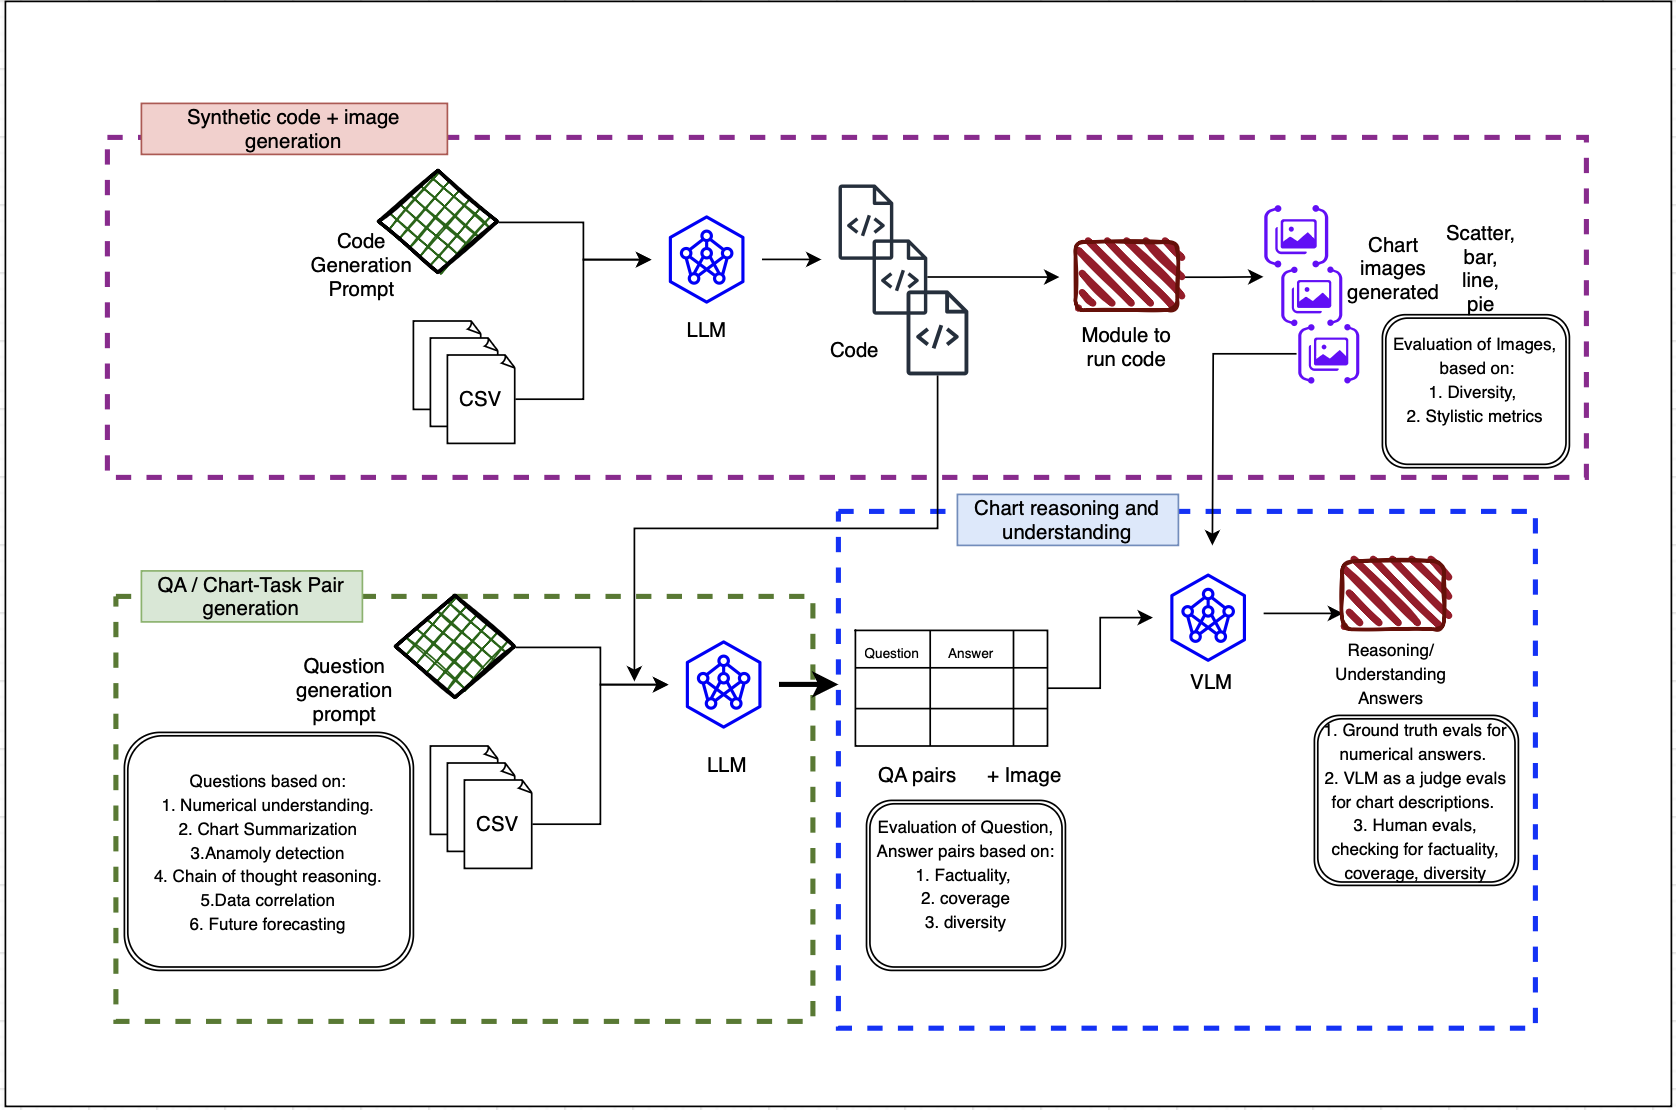 Synthetic code + image
generation
Code
Generation
Prompt
CSV
LLM
</>
</>
</>
Code
Module to
run code
Chart
images
generated
Scatter,
bar,
line,
pie
Evaluation of Images,
based on:
1. Diversity,
2. Stylistic metrics
QA / Chart-Task Pair
generation
Question
generation
prompt
Questions based on:
1. Numerical understanding.
2. Chart Summarization
3.Anamoly detection
4. Chain of thought reasoning.
5.Data correlation
6. Future forecasting
CSV
LLM
Chart reasoning and
understanding
Question Answer
QA pairs + Image
Evaluation of Question,
Answer pairs based on:
1. Factuality,
2. coverage
3. diversity
VLM
Reasoning/
Understanding
Answers
1. Ground truth evals for
numerical answers.
2. VLM as a judge evals
for chart descriptions.
3. Human evals,
checking for factuality,
coverage, diversity